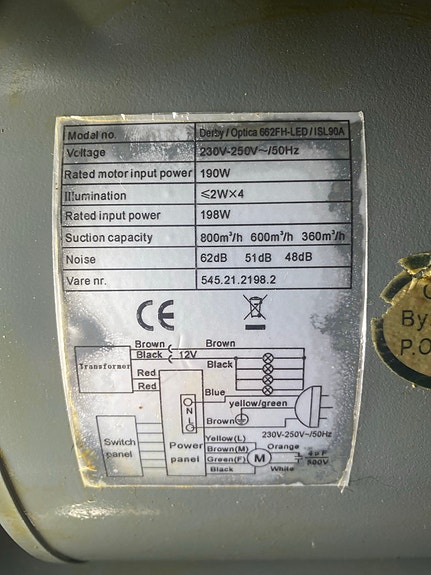 Modal no. Derby / Optica 662FH-LED / ISL90A
Voltage 230V-250V~/50Hz
Rated motor input power 190W
Illumination ≤2W×4
Rated input power 198W
Suction capacity 800m³/h 600m³/h 360m³/h
Noise 62dB 51dB 48dB
Vare nr. 545.21.2198.2
CE
Brown Brown
Black 12V
Black
Transformer
Red
Red
Blue
yellow/green
N
L
Brown
230V-250V~/50Hz
Switch panel
Power panel
Yellow(L)
Brown(M)
Green(F)
Black
M
Orange
4μF
500V
White
By
P.O